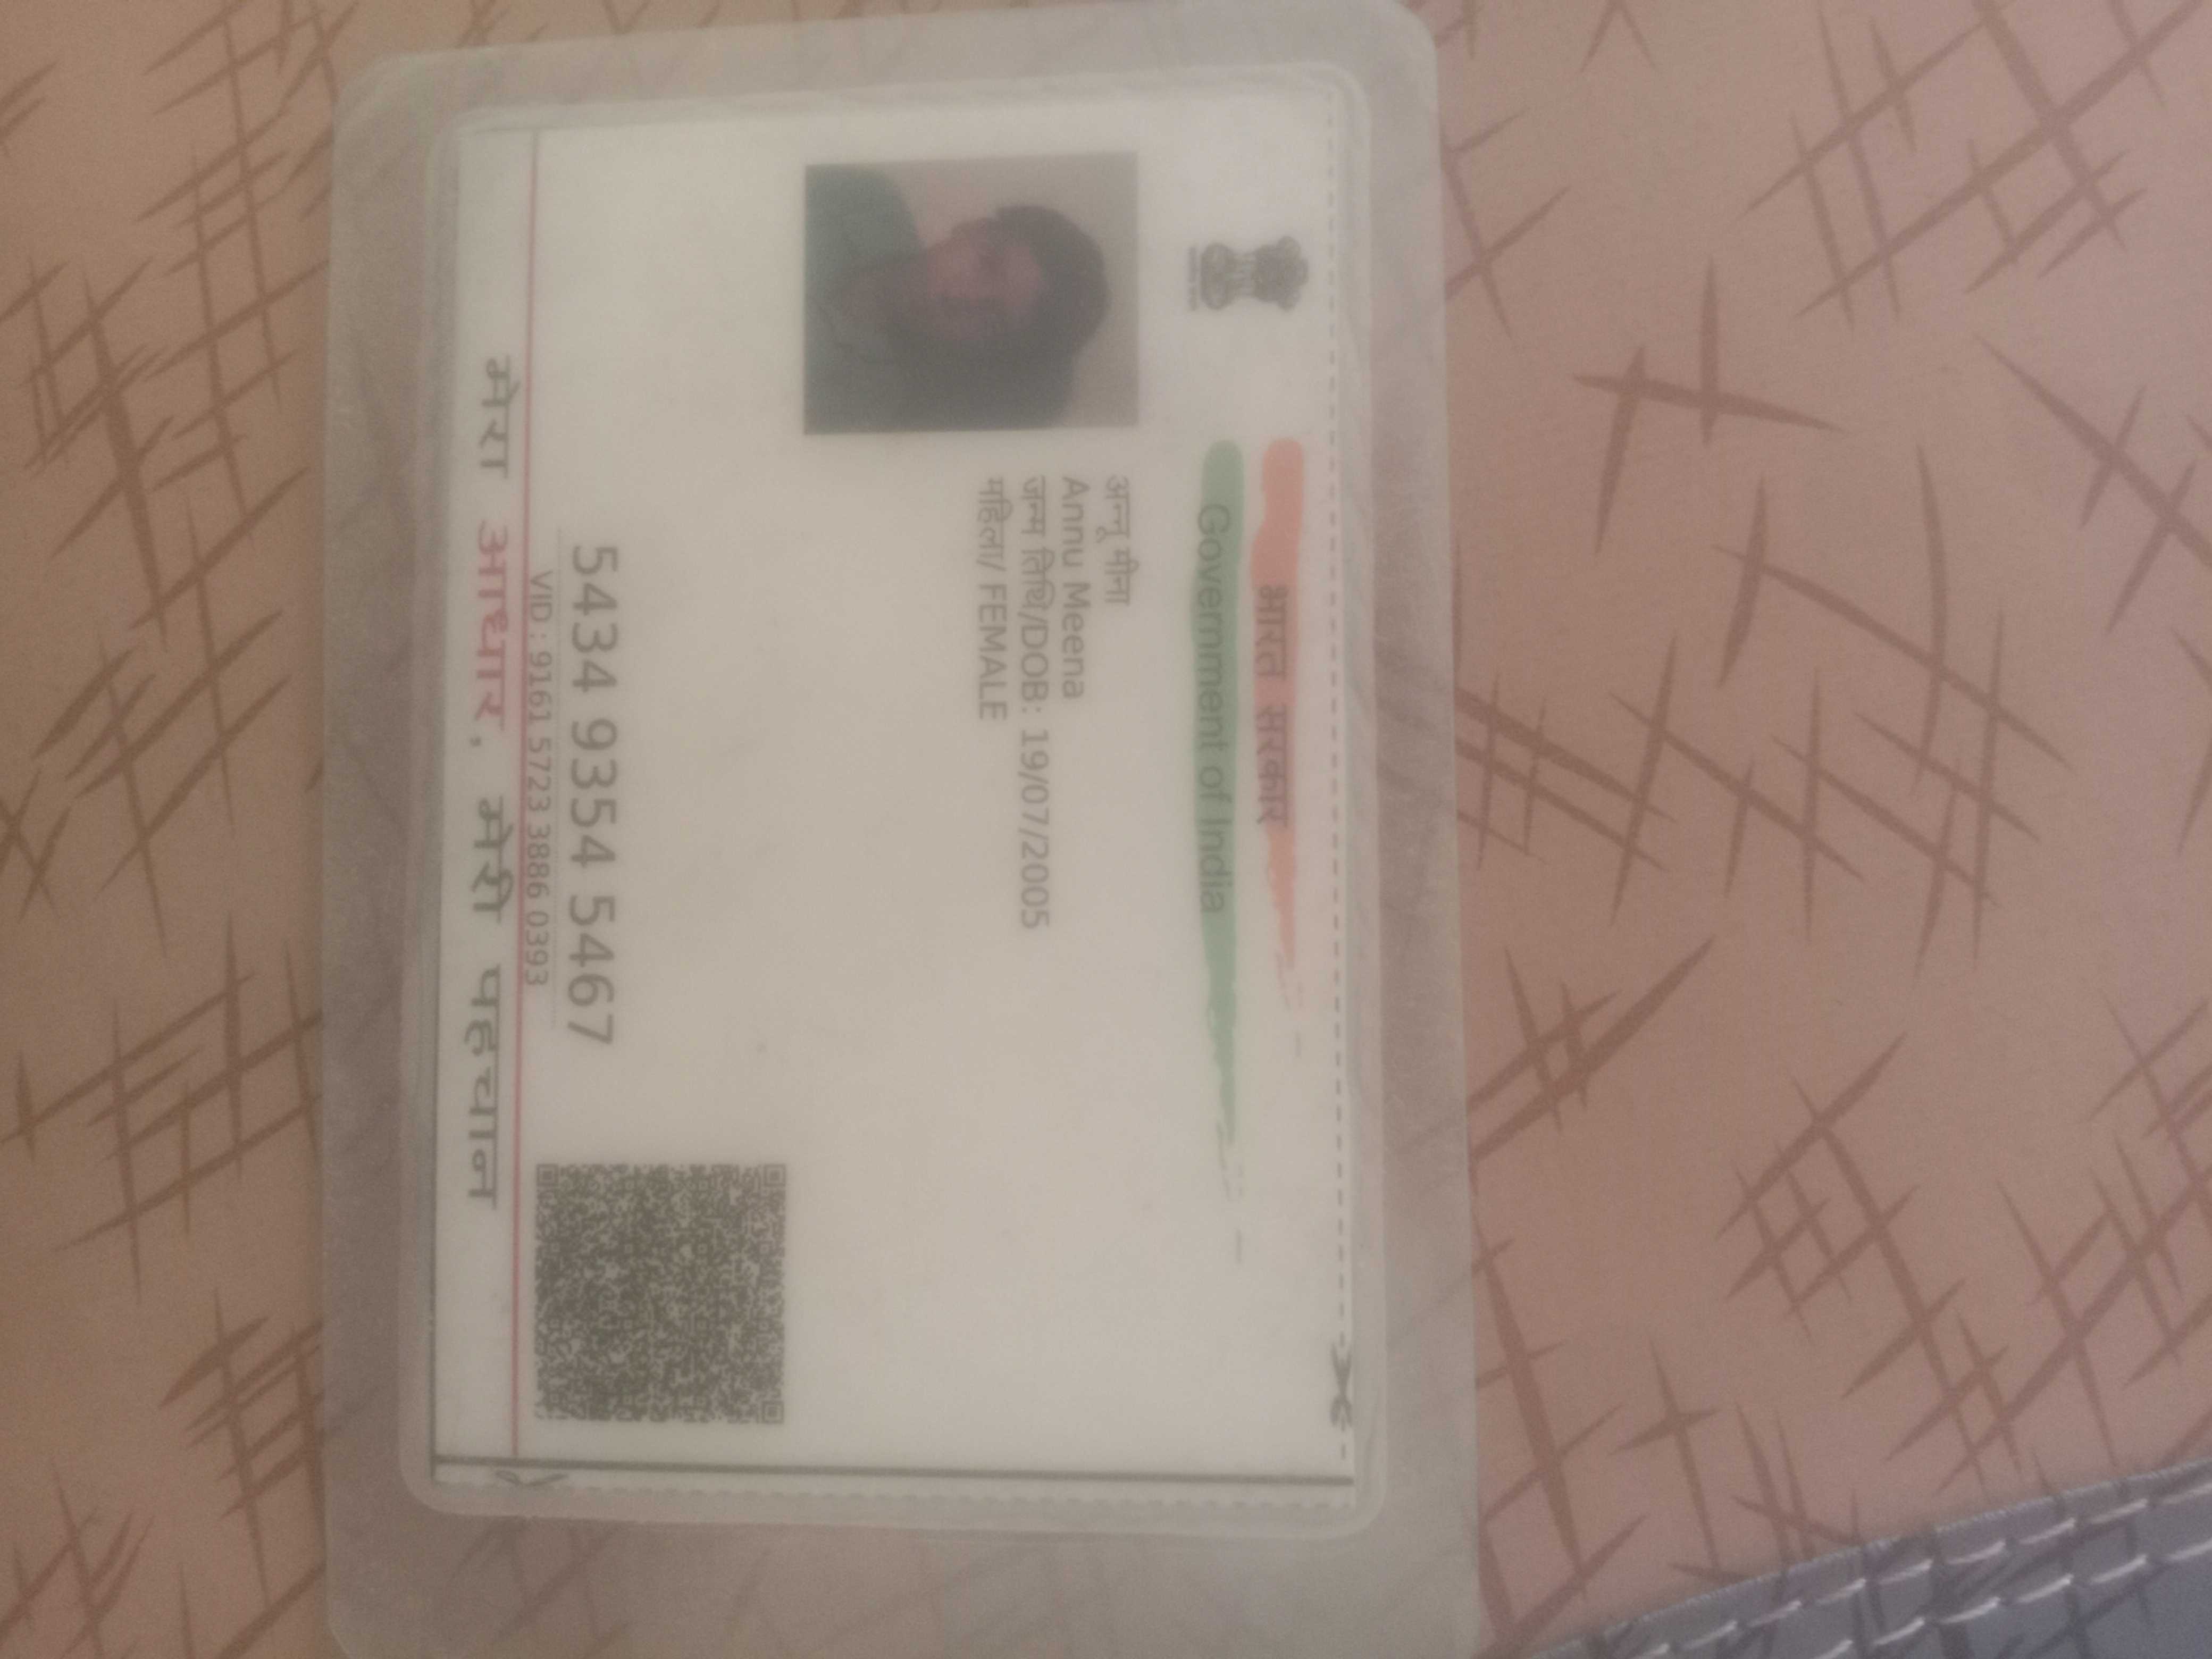 भारत सरकार
Government of India
अन्नू मीना
Annu Meena
जन्म तिथि/DOB: 19/07/2005
महिला/ FEMALE
5434 9354 5467
VID : 9161 5723 3886 0393
मेरा आधार, मेरी पहचान